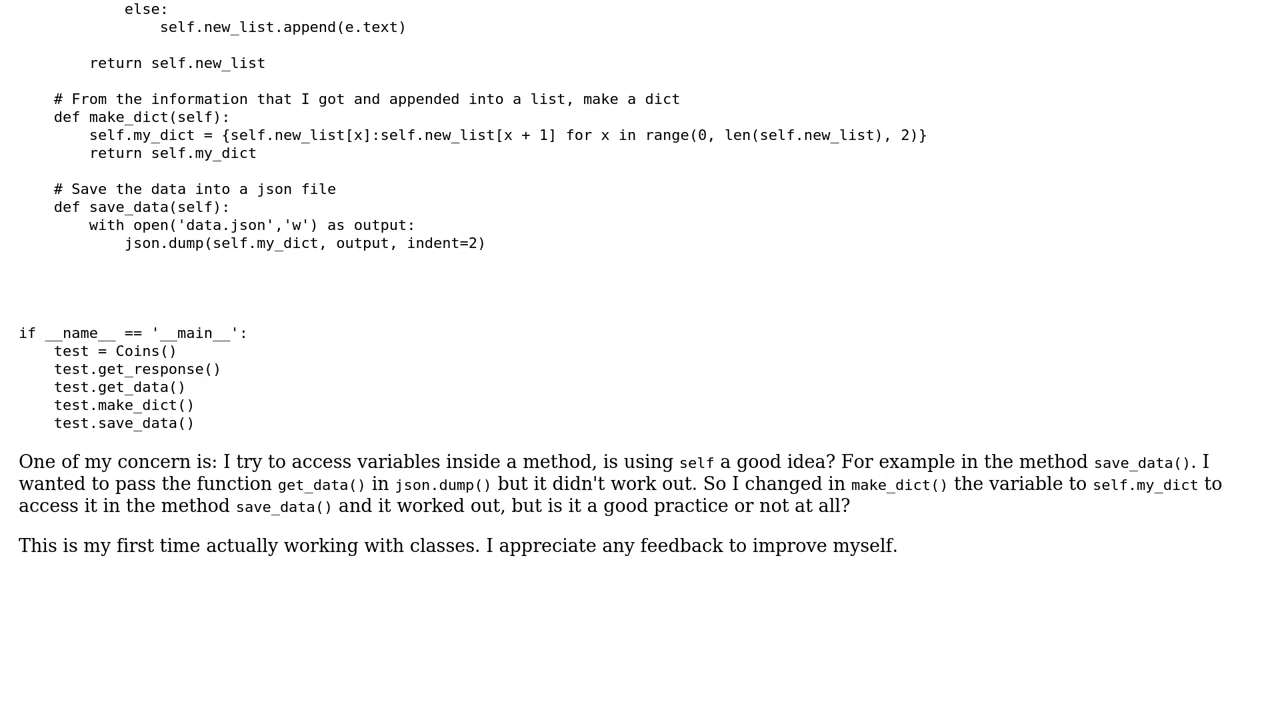 else:
                self.new_list.append(e.text)

        return self.new_list

    # From the information that I got and appended into a list, make a dict
    def make_dict(self):
        self.my_dict = {self.new_list[x]:self.new_list[x + 1] for x in range(0, len(self.new_list), 2)}
        return self.my_dict

    # Save the data into a json file
    def save_data(self):
        with open('data.json','w') as output:
            json.dump(self.my_dict, output, indent=2)

if __name__ == '__main__':
    test = Coins()
    test.get_response()
    test.get_data()
    test.make_dict()
    test.save_data()

One of my concern is: I try to access variables inside a method, is using self a good idea? For example in the method save_data(). I
wanted to pass the function get_data() in json.dump() but it didn't work out. So I changed in make_dict() the variable to self.my_dict to
access it in the method save_data() and it worked out, but is it a good practice or not at all?

This is my first time actually working with classes. I appreciate any feedback to improve myself.